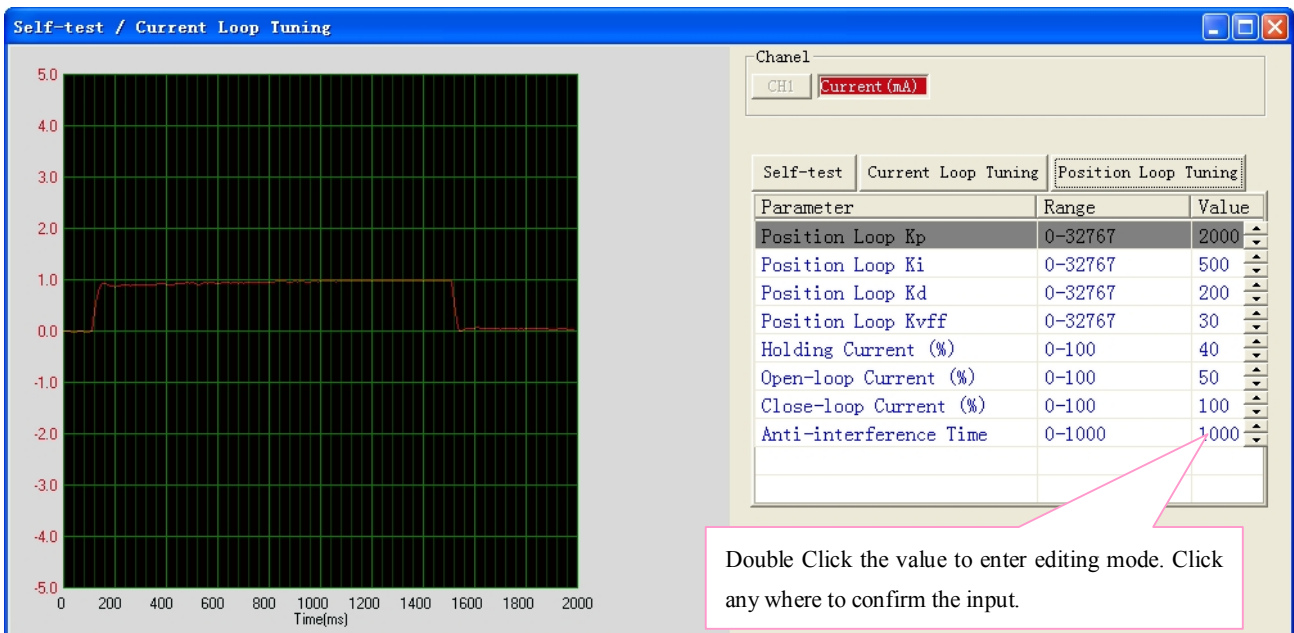 Self-test / Current Loop Tuning
5.0
4.0
3.0
2.0
1.0
0.0
-1.0
-2.0
-3.0
-4.0
-5.0
0 200 400 600 800 1000 1200 1400 1600 1800 2000
Time(ms)
Chanel
CH1 Current(mA)
Self-test Current Loop Tuning Position Loop Tuning
Parameter Range Value
Position Loop Kp 0-32767 2000
Position Loop Ki 0-32767 500
Position Loop Kd 0-32767 200
Position Loop Kvff 0-32767 30
Holding Current (%) 0-100 40
Open-loop Current (%) 0-100 50
Close-loop Current (%) 0-100 100
Anti-interference Time 0-1000 1000
Double Click the value to enter editing mode. Click
any where to confirm the input.